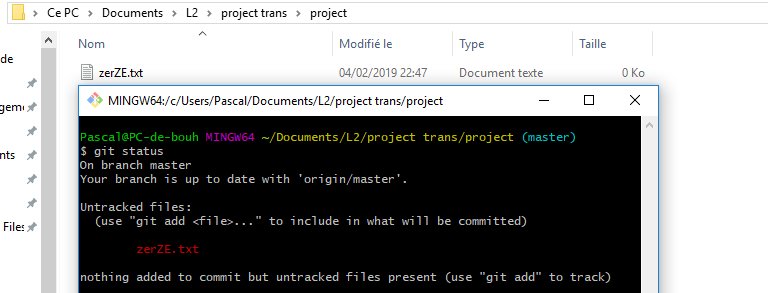 Ce PC > Documents > L2 > project trans > project
Nom Modifié le Type Taille
de
zerZE.txt 04/02/2019 22:47 Document texte 0 Ko
MINGW64:/c/Users/Pascal/Documents/L2/project trans/project
gemen
nts
Files
Pascal@PC-de-bouh MINGW64 ~/Documents/L2/project trans/project (master)
$ git status
On branch master
Your branch is up to date with 'origin/master'.
Untracked files:
(use "git add <file>..." to include in what will be committed)
zerZE.txt
nothing added to commit but untracked files present (use "git add" to track)